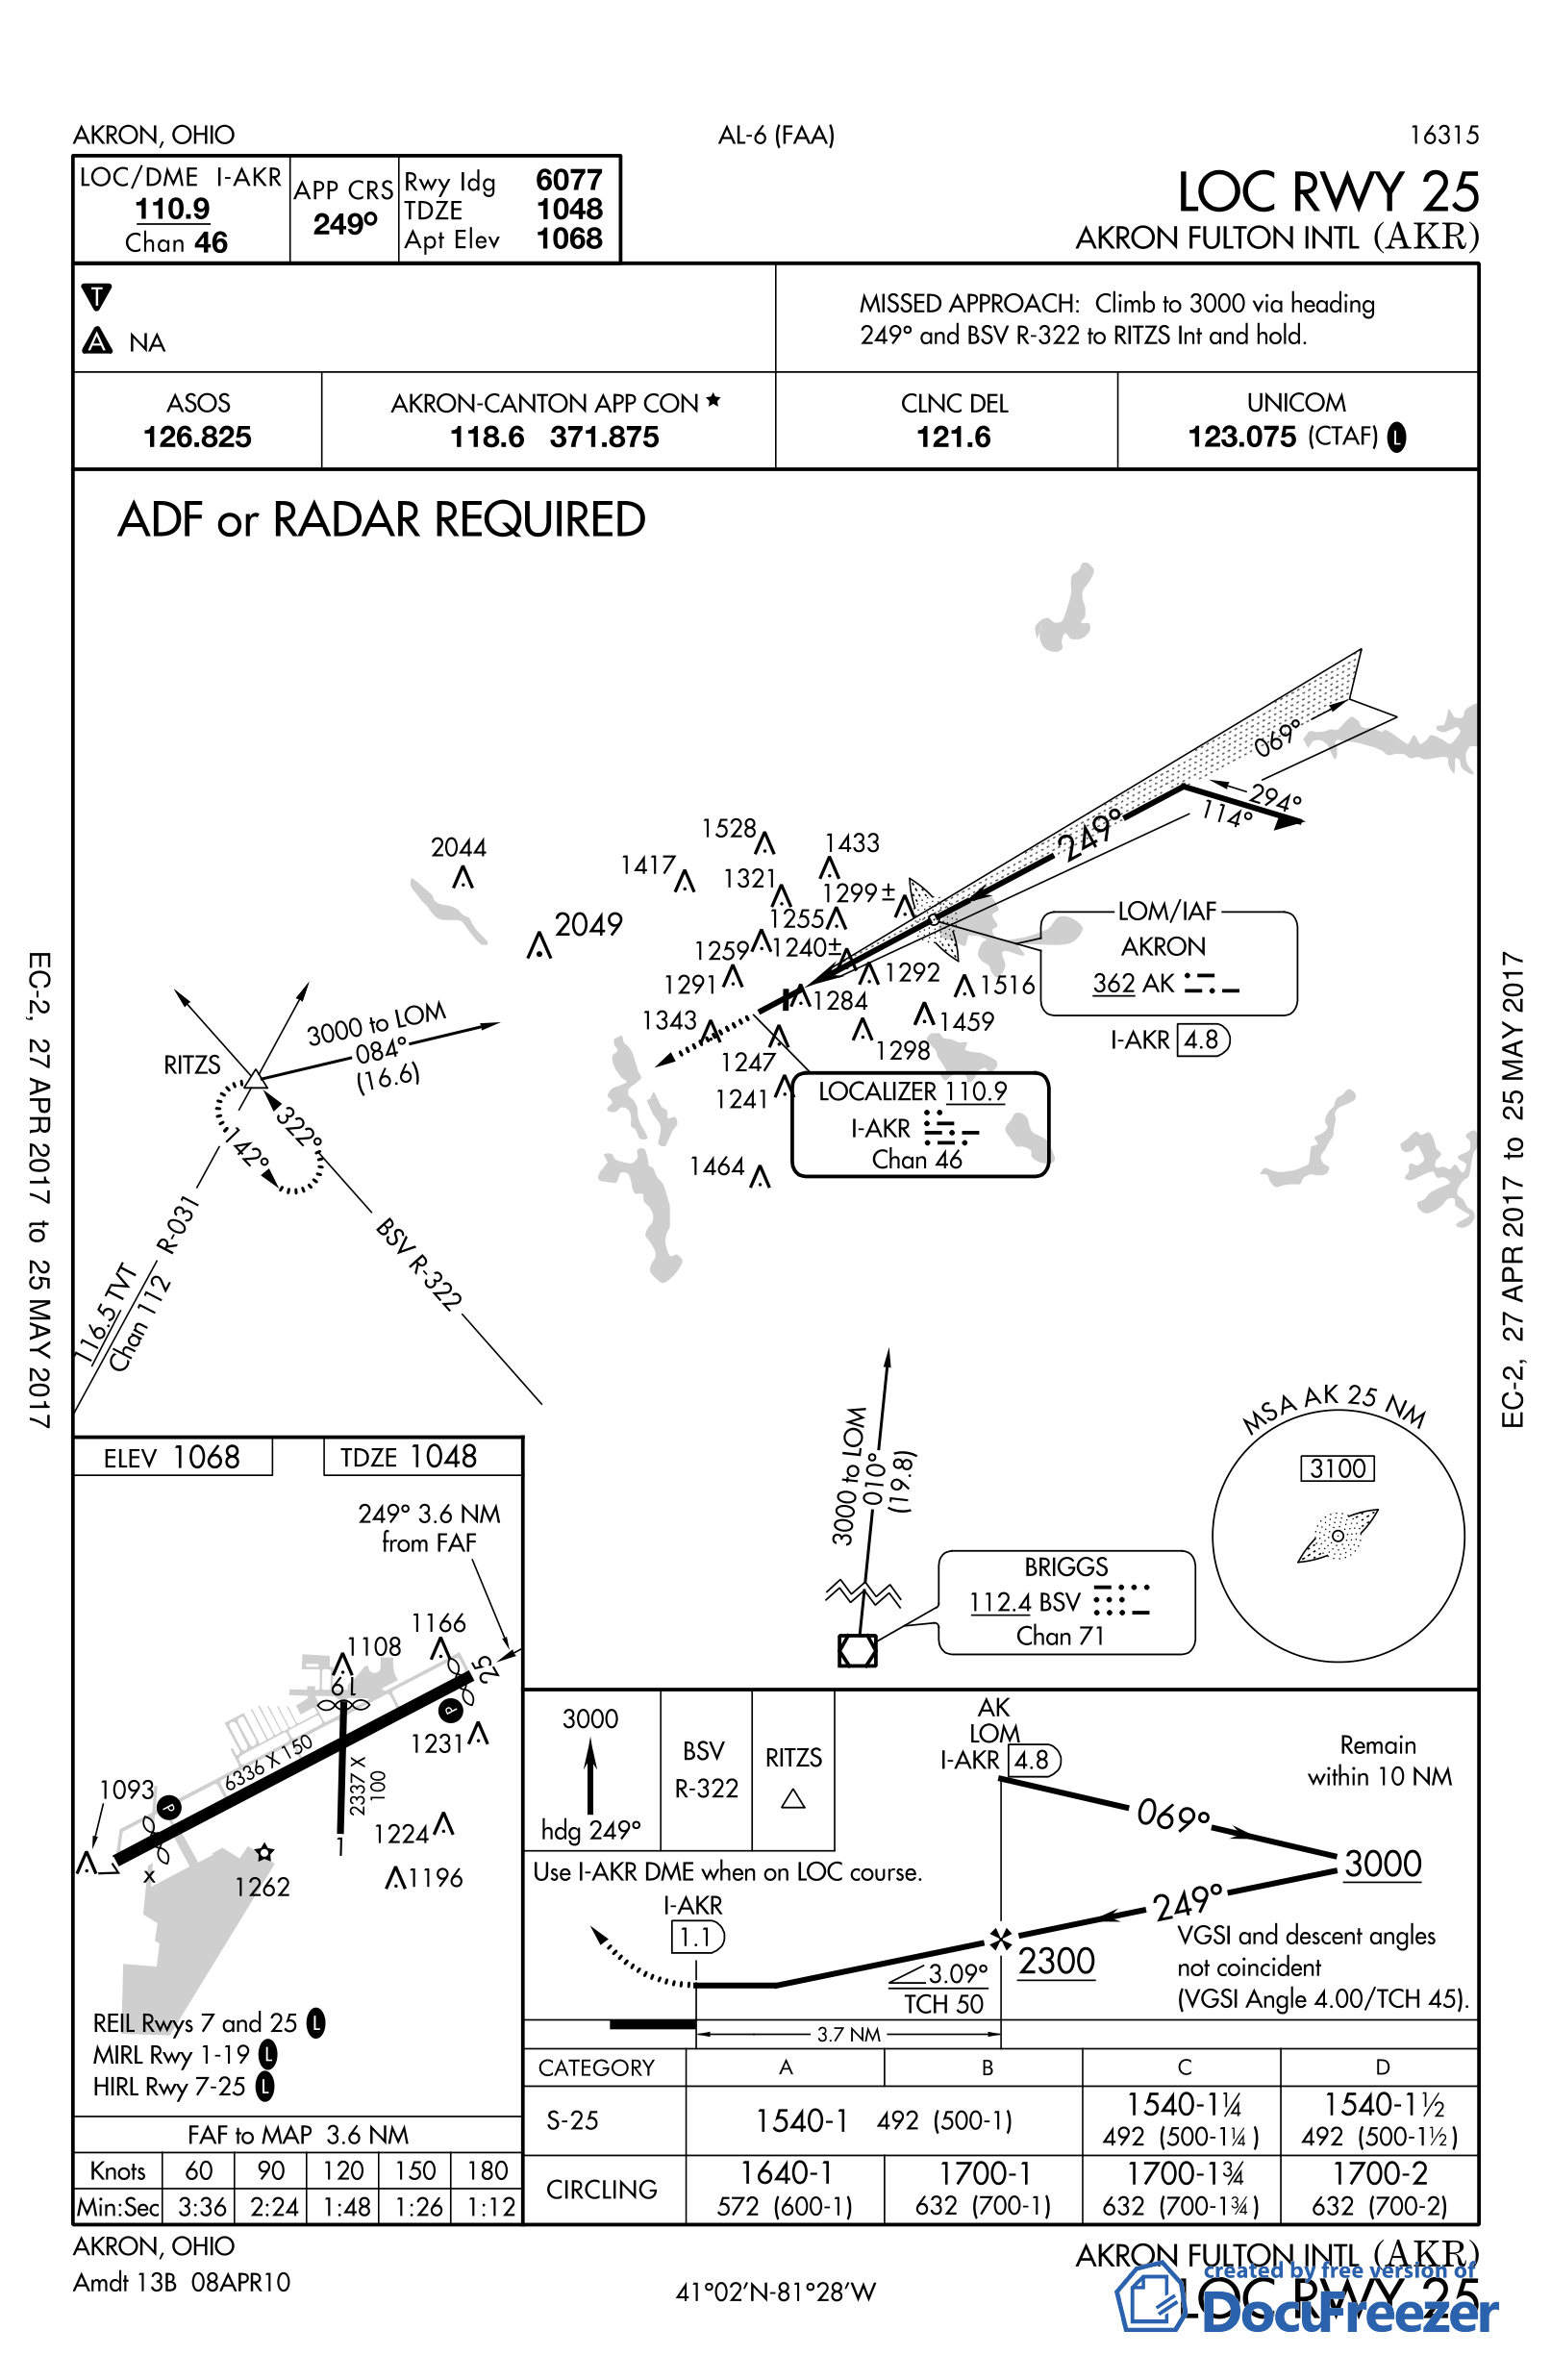 AKRON, OHIO
AL-6 (FAA)
16315
LOC/DME I-AKR
110.9
Chan 46
APP CRS
249°
Rwy Idg 6077
TDZE 1048
Apt Elev 1068
LOC RWY 25
AKRON FULTON INTL (AKR)
T
A NA
MISSED APPROACH: Climb to 3000 via heading
249° and BSV R-322 to RITZS Int and hold.
ASOS
126.825
AKRON-CANTON APP CON ★
118.6 371.875
CLNC DEL
121.6
UNICOM
123.075 (CTAF) L
ADF or RADAR REQUIRED
069°
294°
114°
249°
1528
1433
2044
1417
1321
1299±
2049
1255
1259
1240±
1291
1292
1516
1284
1343
1459
1298
1247
1241
1464
LOM/IAF
AKRON
362 AK
I-AKR 4.8
3000 to LOM
084°
(16.6)
RITZS
322°
142°
LOCALIZER 110.9
I-AKR
Chan 46
R-031
116.5 TVT
Chan 112
BSV R-322
EC-2, 27 APR 2017 to 25 MAY 2017
EC-2, 27 APR 2017 to 25 MAY 2017
3000 to LOM
010°
(19.8)
MSA AK 25 NM
3100
BRIGGS
112.4 BSV
Chan 71
ELEV 1068
TDZE 1048
249° 3.6 NM
from FAF
1166
1108
19
25
P
1231
6336 X 150
2337 X
100
1093
P
7
X
1
1224
1262
1196
REIL Rwys 7 and 25 L
MIRL Rwy 1-19 L
HIRL Rwy 7-25 L
FAF to MAP 3.6 NM
Knots 60 90 120 150 180
Min:Sec 3:36 2:24 1:48 1:26 1:12
3000
hdg 249°
BSV
R-322
RITZS
AK
LOM
I-AKR 4.8
Remain
within 10 NM
069°
3000
249°
Use I-AKR DME when on LOC course.
I-AKR
1.1
2300
3.09°
TCH 50
VGSI and descent angles
not coincident
(VGSI Angle 4.00/TCH 45).
3.7 NM
CATEGORY A B C D
S-25 1540-1 492 (500-1)
1540-1¼
492 (500-1¼)
1540-1½
492 (500-1½)
CIRCLING
1640-1
572 (600-1)
1700-1
632 (700-1)
1700-1¾
632 (700-1¾)
1700-2
632 (700-2)
AKRON, OHIO
Amdt 13B 08APR10
41°02'N-81°28'W
AKRON FULTON INTL (AKR)
LOC RWY 25
created by free version of
DocuFreezer